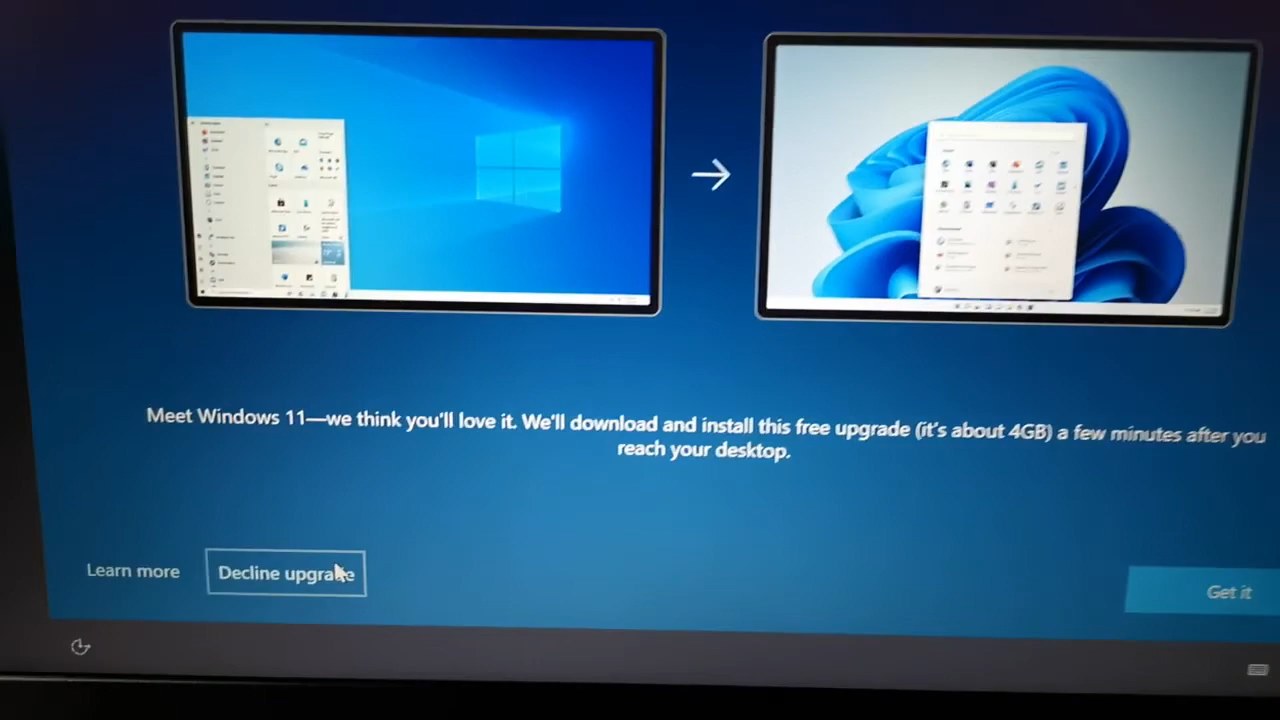 Meet Windows 11—we think you'll love it. We'll download and install this free upgrade (it's about 4GB) a few minutes after you
reach your desktop.
Learn more
Decline upgrade
Get it